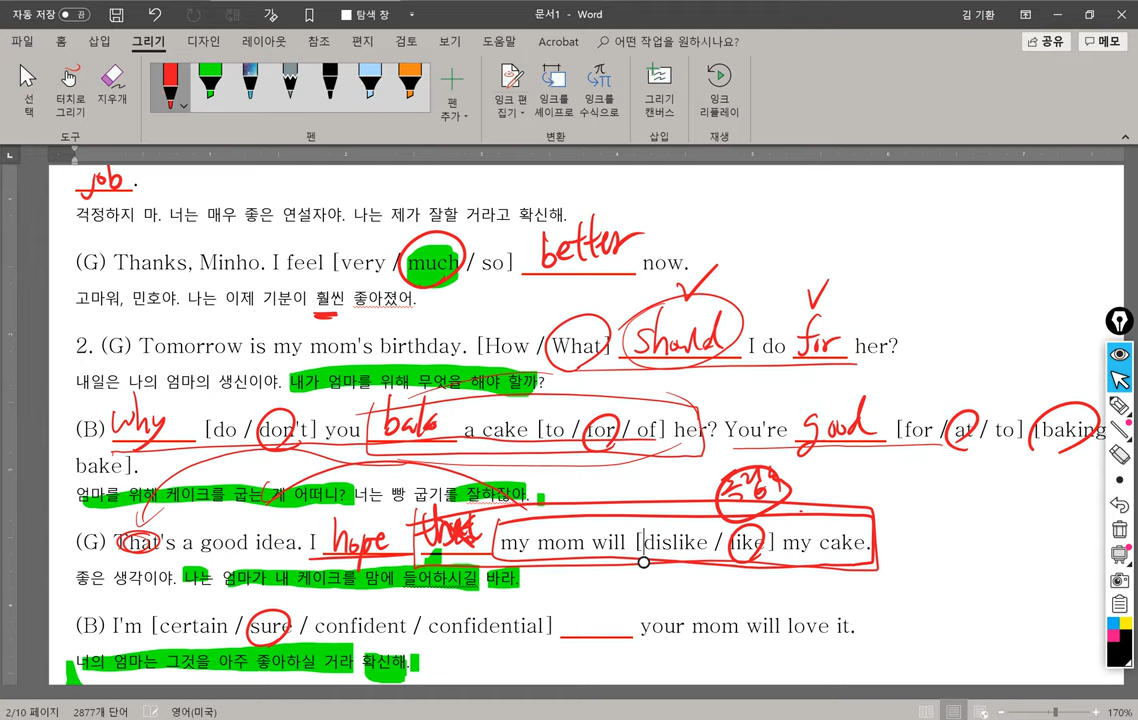 자동 저장 끔 탐색 창 문서1 - Word 김 기환
파일 홈 삽입 그리기 디자인 레이아웃 참조 편지 검토 보기 도움말 Acrobat 어떤 작업을 원하시나요? 공유 메모
선택 터치로 그리기 지우개 펜 추가 잉크 편집기 잉크를 셰이프로 잉크를 수식으로 그리기 캔버스 잉크 리플레이
도구 펜 변환 삽입 재생
job .
걱정하지 마. 너는 매우 좋은 연설자야. 나는 제가 잘할 거라고 확신해.
(G) Thanks, Minho. I feel [very / much / so] better now.
고마워, 민호야. 나는 이제 기분이 훨씬 좋아졌어.
2. (G) Tomorrow is my mom's birthday. [How / What] should I do for her?
내일은 나의 엄마의 생신이야. 내가 엄마를 위해 무엇을 해야 할까?
(B) why [do / don't] you bake a cake [to / for / of] her? You're good [for / at / to] [baking
bake].
엄마를 위해 케이크를 굽는 게 어떠니? 너는 빵 굽기를 잘하잖아.
(G) That's a good idea. I hope that my mom will [dislike / like] my cake.
좋은 생각이야. 나는 엄마가 내 케이크를 맘에 들어하시길 바라.
(B) I'm [certain / sure / confident / confidential] your mom will love it.
너의 엄마는 그것을 아주 좋아하실 거라 확신해.
2/10 페이지 2877개 단어 영어(미국) 170%